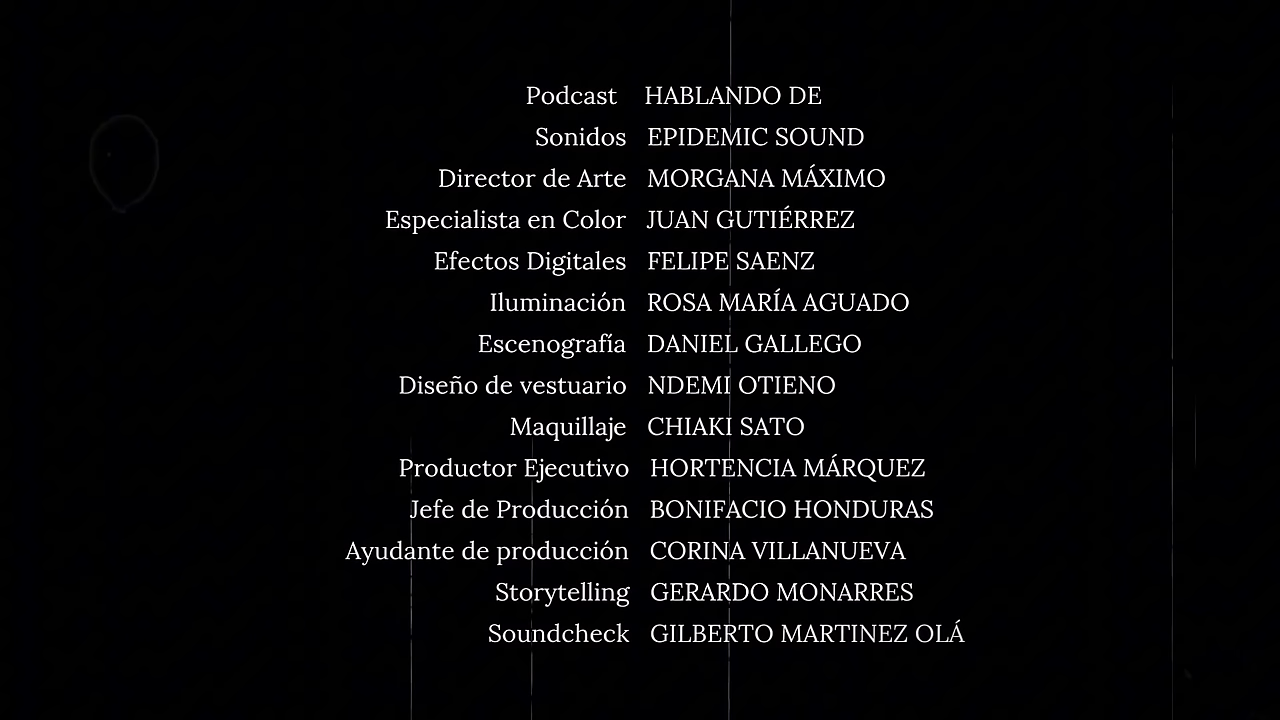 Podcast HABLANDO DE
Sonidos EPIDEMIC SOUND
Director de Arte MORGANA MÁXIMO
Especialista en Color JUAN GUTIÉRREZ
Efectos Digitales FELIPE SAENZ
Iluminación ROSA MARÍA AGUADO
Escenografía DANIEL GALLEGO
Diseño de vestuario NDEMI OTIENO
Maquillaje CHIAKI SATO
Productor Ejecutivo HORTENCIA MÁRQUEZ
Jefe de Producción BONIFACIO HONDURAS
Ayudante de producción CORINA VILLANUEVA
Storytelling GERARDO MONARRES
Soundcheck GILBERTO MARTINEZ OLÁ